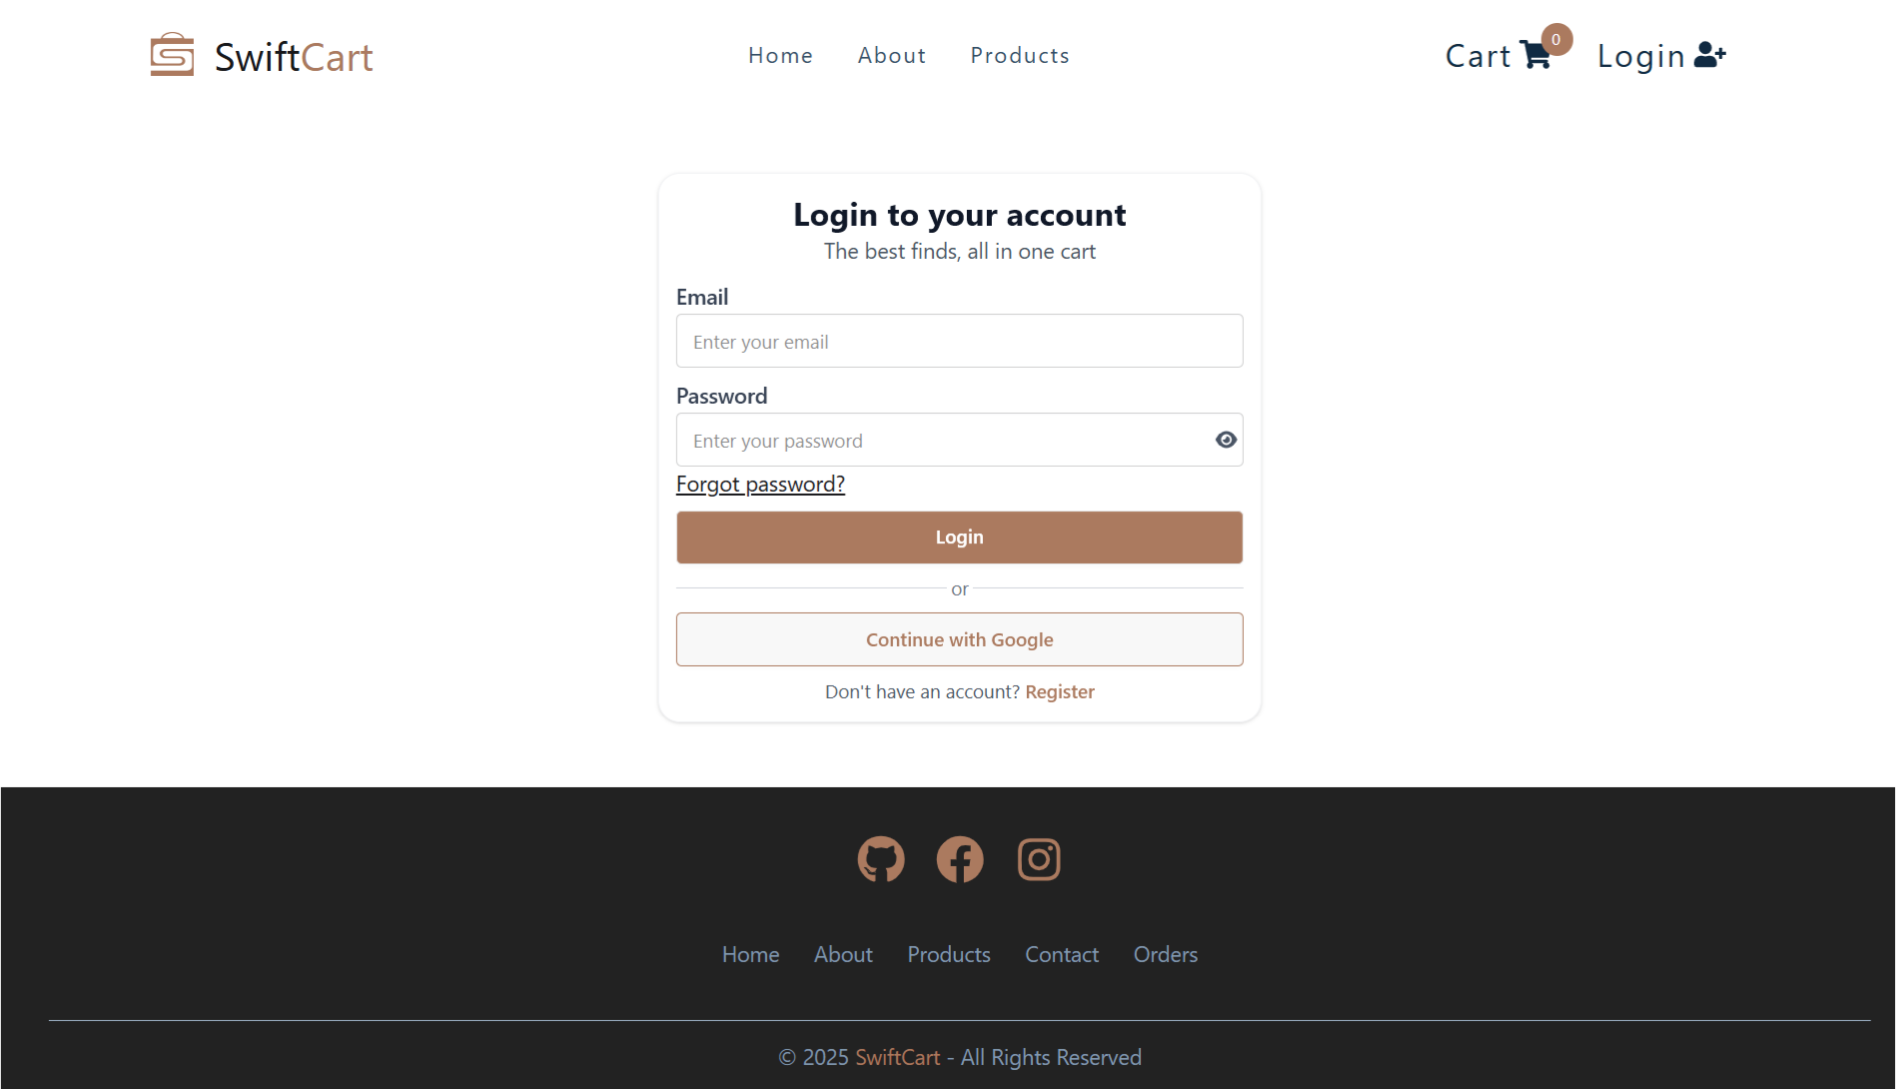 SwiftCart
Home About Products
Cart 0 Login
Login to your account
The best finds, all in one cart
Email
Enter your email
Password
Enter your password
Forgot password?
Login
or
Continue with Google
Don't have an account? Register
Home About Products Contact Orders
© 2025 SwiftCart - All Rights Reserved